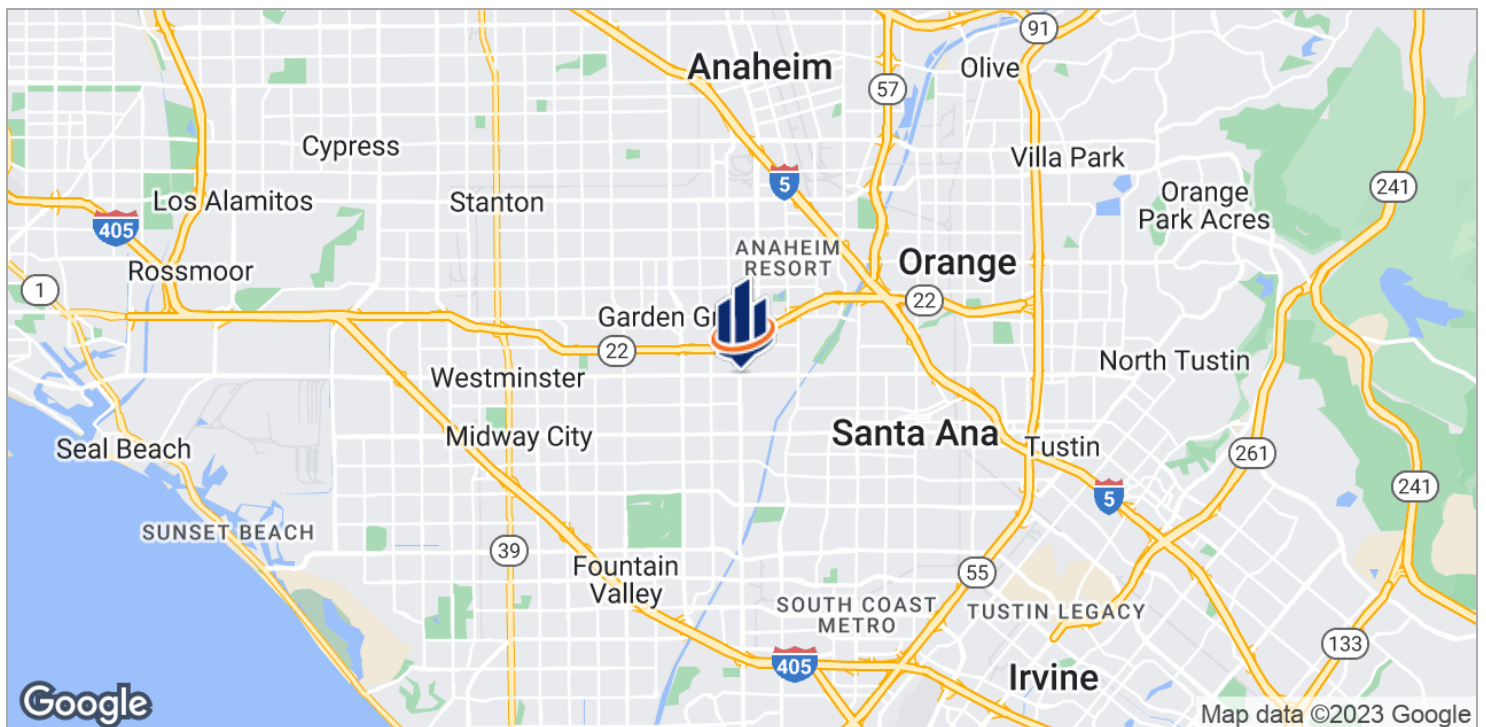 Anaheim
91
Olive
57
Cypress
Villa Park
5
Los Alamitos
Stanton
Orange
Park Acres
241
405
ANAHEIM
RESORT
Rossmoor
Orange
1
22
Garden Gr
22
Westminster
North Tustin
Seal Beach
Midway City
Santa Ana
Tustin
261
5
241
SUNSET BEACH
39
Fountain
Valley
55
SOUTH COAST
METRO
TUSTIN LEGACY
133
405
Irvine
Google
Map data ©2023 Google